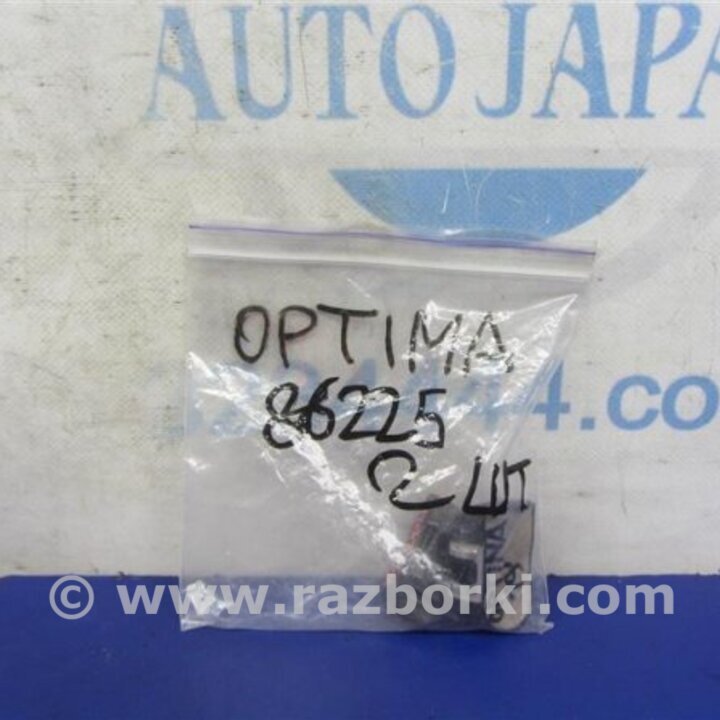 AUTO JAPA
OPTIMA
86225
2 ШТ
4.co
© www.razborki.com